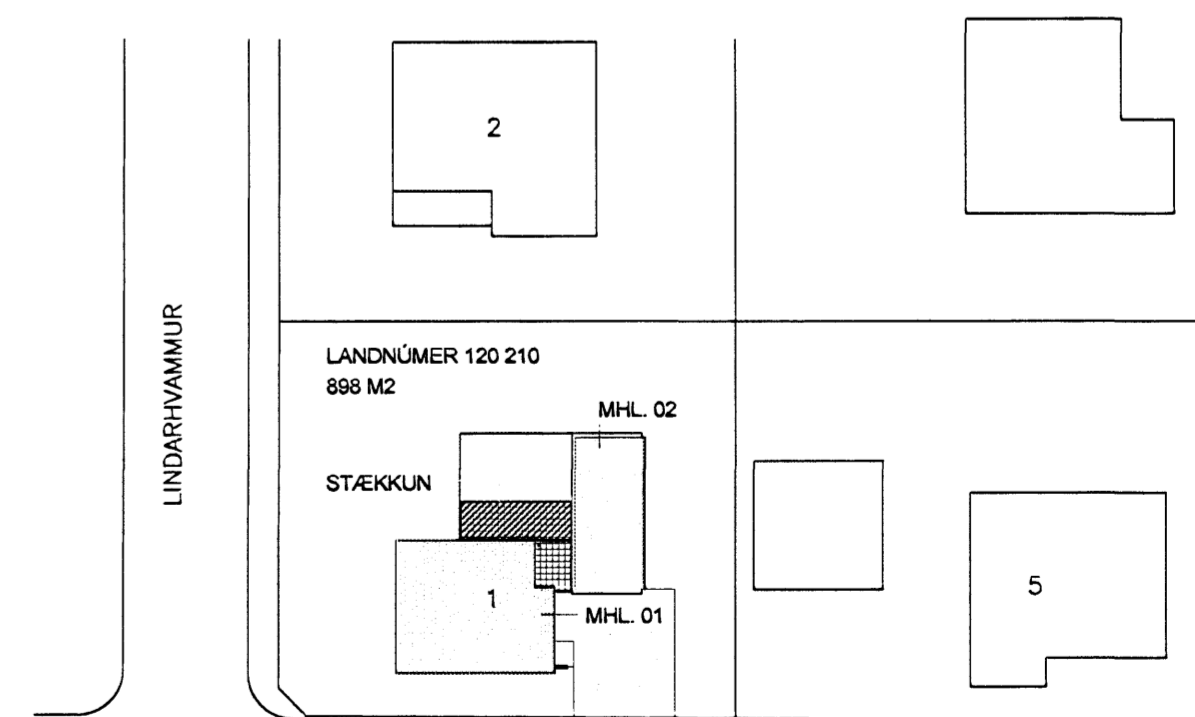 2
LINDARHVAMMUR
LANDNÚMER 120 210
898 M2
MHL. 02
STÆKKUN
1
MHL. 01
5